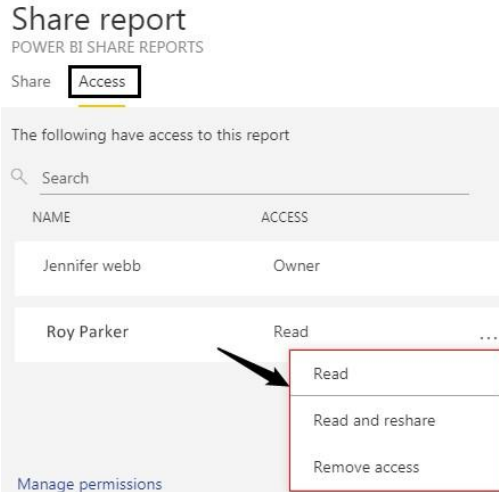 Share report
POWER BI SHARE REPORTS
Share Access
The following have access to this report
Search
NAME ACCESS
Jennifer webb Owner
Roy Parker Read ...
Read
Read and reshare
Remove access
Manage permissions